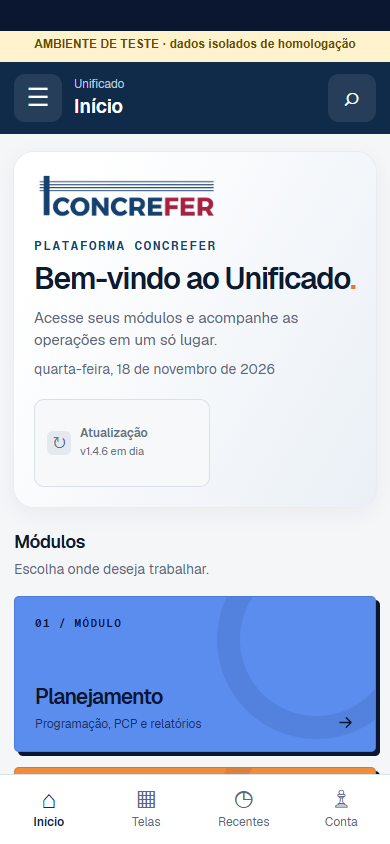 AMBIENTE DE TESTE · dados isolados de homologação
Unificado
Início
CONCREFER
PLATAFORMA CONCREFER
Bem-vindo ao Unificado.
Acesse seus módulos e acompanhe as
operações em um só lugar.
quarta-feira, 18 de novembro de 2026
Atualização
v1.4.6 em dia
Módulos
Escolha onde deseja trabalhar.
01 / MÓDULO
Planejamento
Programação, PCP e relatórios
Início
Telas
Recentes
Conta